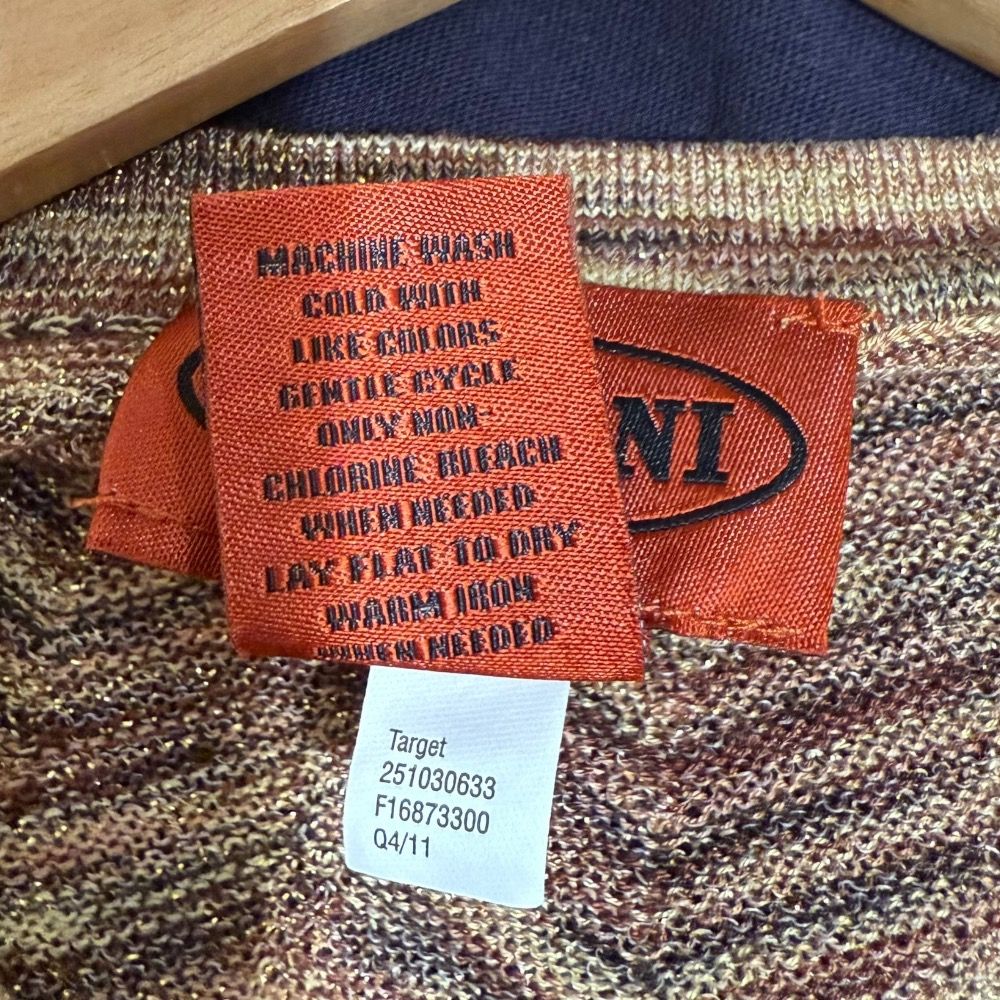 MACHINE WASH
COLD WITH
LIKE COLORS
GENTLE CYCLE
ONLY NON-
CHLORINE BLEACH
WHEN NEEDED
LAY FLAT TO DRY
WARM IRON
WHEN NEEDED
NI
Target
251030633
F16873300
Q4/11